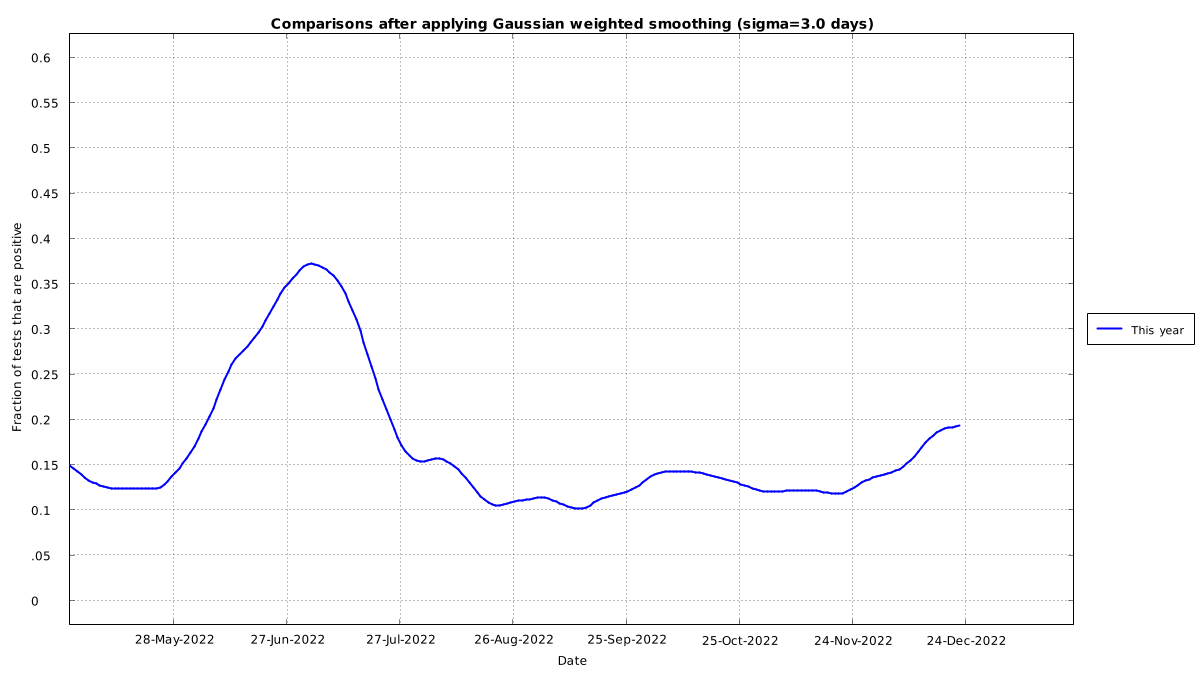 Comparisons after applying Gaussian weighted smoothing (sigma=3.0 days)
0.6
0.55
0.5
0.45
0.4
0.35
0.3
0.25
0.2
0.15
0.1
.05
0
Fraction of tests that are positive
28-May-2022 27-Jun-2022 27-Jul-2022 26-Aug-2022 25-Sep-2022 25-Oct-2022 24-Nov-2022 24-Dec-2022
Date
This year